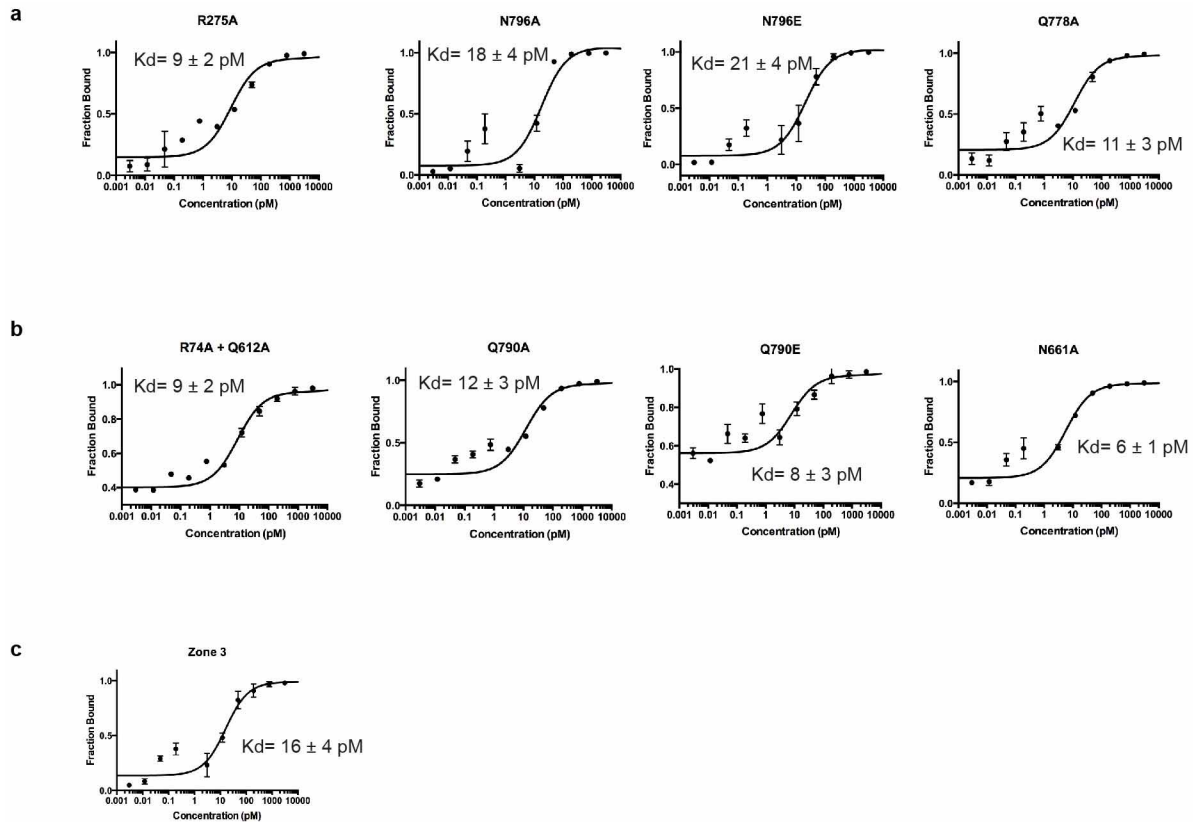 a
R275A
Kd= 9 ± 2 pM
Fraction Bound
1.0
0.5
0.0
0.001 0.01 0.1 1 10 100 1000 10000
Concentration (pM)
N796A
Kd= 18 ± 4 pM
Fraction Bound
1.0
0.5
0.0
0.001 0.01 0.1 1 10 100 1000 10000
Concentration (pM)
N796E
Kd= 21 ± 4 pM
Fraction Bound
1.0
0.5
0.0
0.001 0.01 0.1 1 10 100 1000 10000
Concentration (pM)
Q778A
Kd= 11 ± 3 pM
Fraction Bound
1.0
0.5
0.0
0.001 0.01 0.1 1 10 100 1000 10000
Concentration (pM)
b
R74A + Q612A
Kd= 9 ± 2 pM
Fraction Bound
1.0
0.8
0.6
0.4
0.001 0.01 0.1 1 10 100 1000 10000
Concentration (pM)
Q790A
Kd= 12 ± 3 pM
Fraction Bound
1.0
0.5
0.0
0.001 0.01 0.1 1 10 100 1000 10000
Concentration (pM)
Q790E
Kd= 8 ± 3 pM
Fraction Bound
1.0
0.8
0.6
0.4
0.001 0.01 0.1 1 10 100 1000 10000
Concentration (pM)
N661A
Kd= 6 ± 1 pM
Fraction Bound
1.0
0.5
0.0
0.001 0.01 0.1 1 10 100 1000 10000
Concentration (pM)
c
Zone 3
Kd= 16 ± 4 pM
Fraction Bound
1.0
0.5
0.0
0.001 0.01 0.1 1 10 100 1000 10000
Concentration (pM)